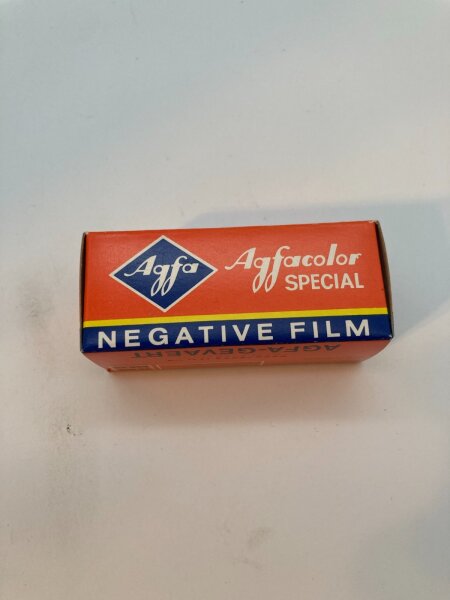 Agfa
Agfacolor
SPECIAL
NEGATIVE FILM
AGFA-GEVAERT